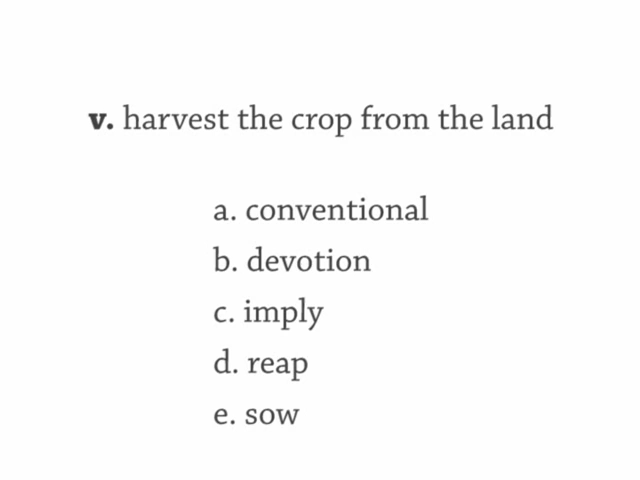 v. harvest the crop from the land
a. conventional
b. devotion
c. imply
d. reap
e. sow